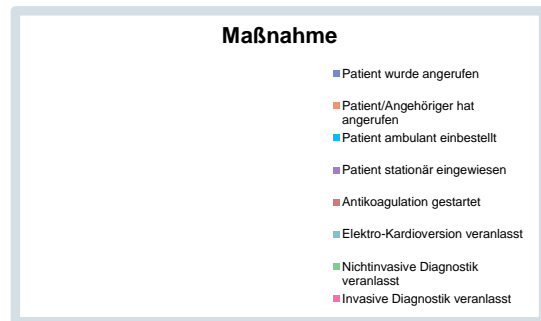 Maßnahme
Patient wurde angerufen
Patient/Angehöriger hat
angerufen
Patient ambulant einbestellt
Patient stationär eingewiesen
Antikoagulation gestartet
Elektro-Kardioversion veranlasst
Nichtinvasive Diagnostik
veranlasst
Invasive Diagnostik veranlasst